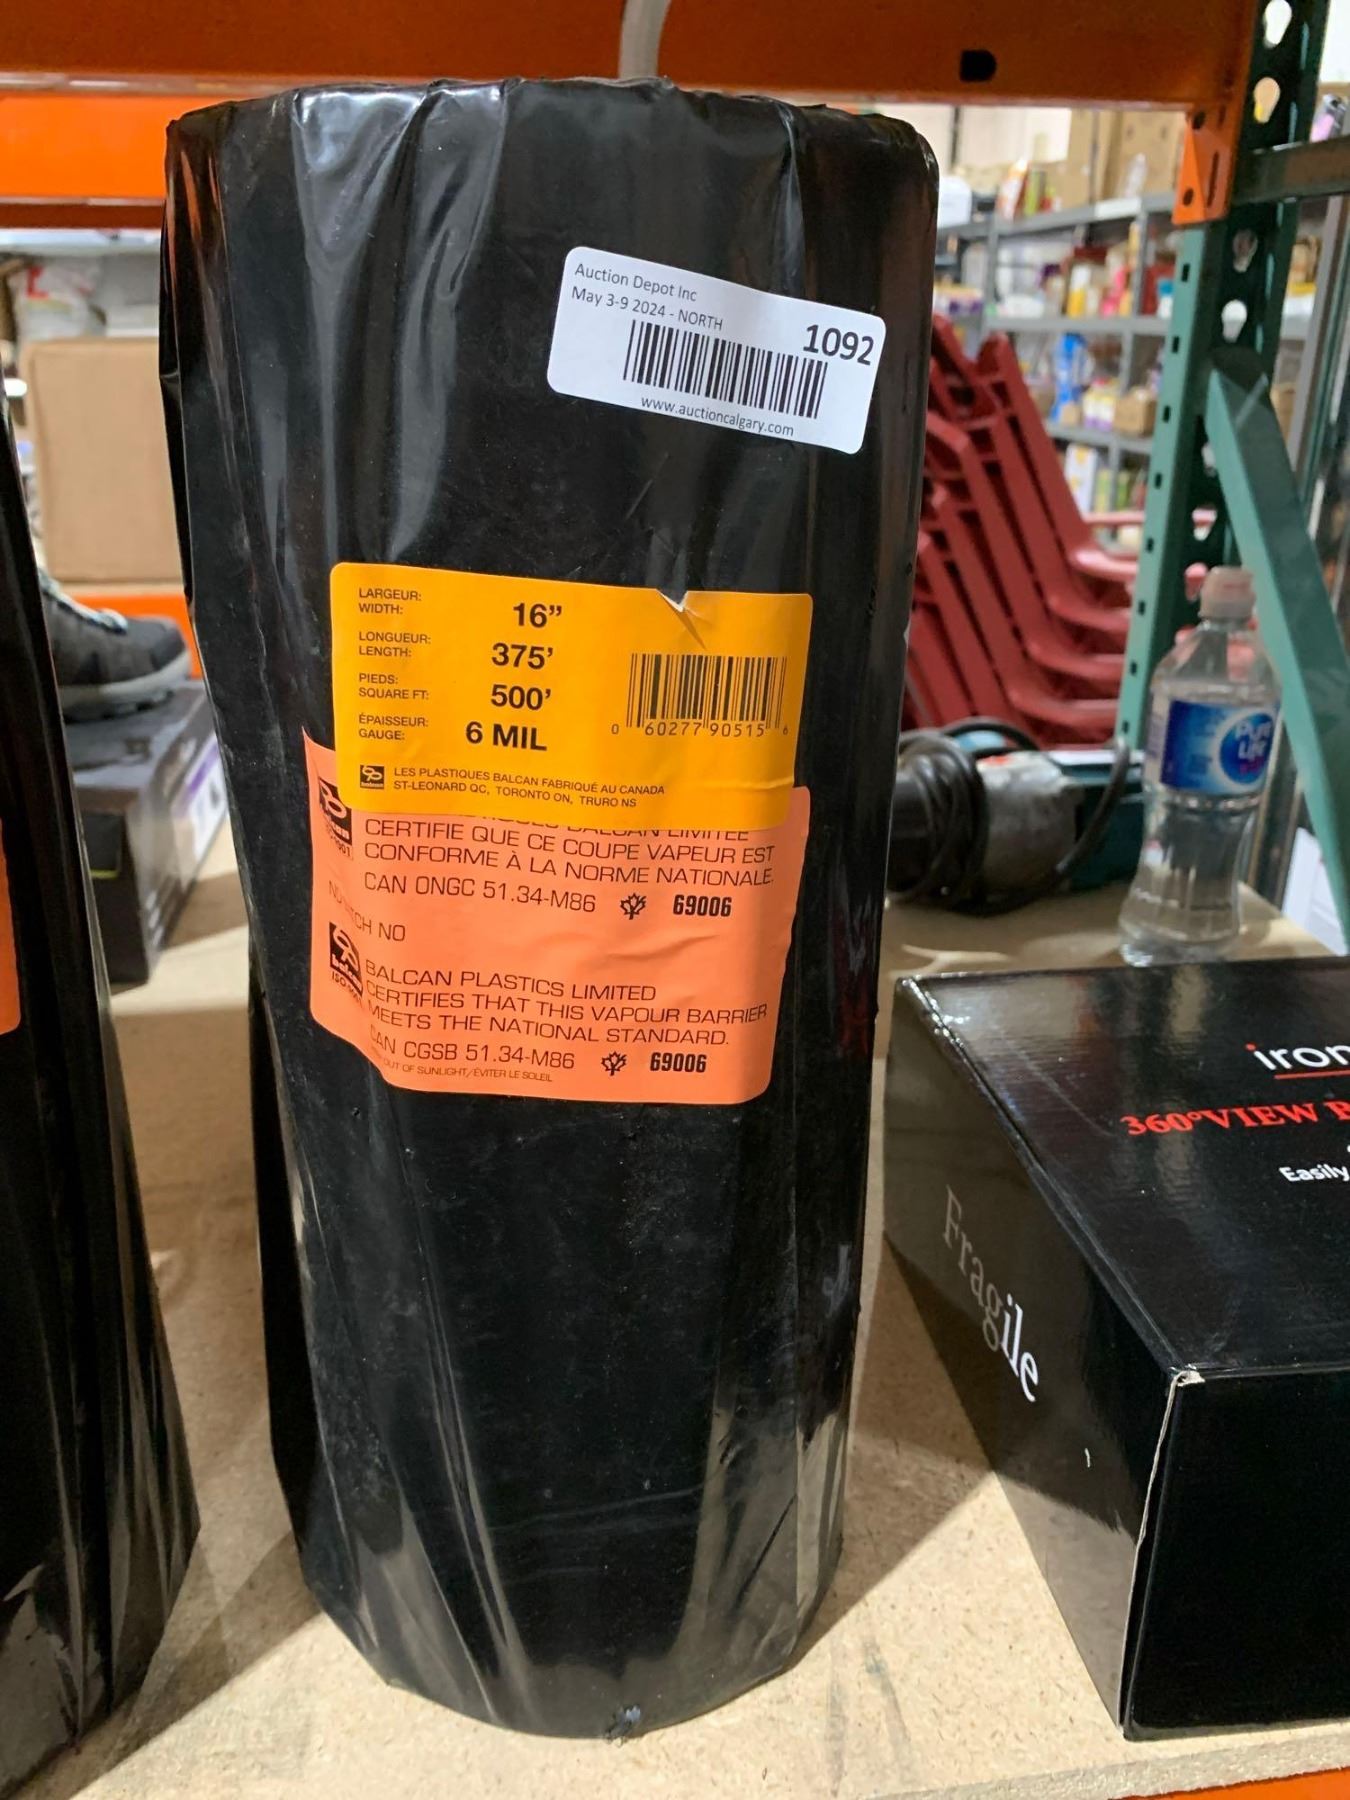 Auction Depot Inc
May 3-9 2024 - NORTH
1092
www.auctioncalgary.com
LARGEUR:
WIDTH: 16”
LONGUEUR:
LENGTH: 375’
PIEDS:
SQUARE FT: 500’
ÉPAISSEUR:
GAUGE: 6 MIL
0 60277 90515 6
LES PLASTIQUES BALCAN FABRIQUÉ AU CANADA
ST-LEONARD QC, TORONTO ON, TRURO NS
BALCAN LIMITÉE
CERTIFIE QUE CE COUPE VAPEUR EST
CONFORME À LA NORME NATIONALE.
CAN ONGC 51.34-M86 69006
NO
BALCAN PLASTICS LIMITED
CERTIFIES THAT THIS VAPOUR BARRIER
MEETS THE NATIONAL STANDARD.
CAN CGSB 51.34-M86 69006
OUT OF SUNLIGHT/ÉVITER LE SOLEIL
Pure
Life
iron
360°VIEW
Easily
Fragile